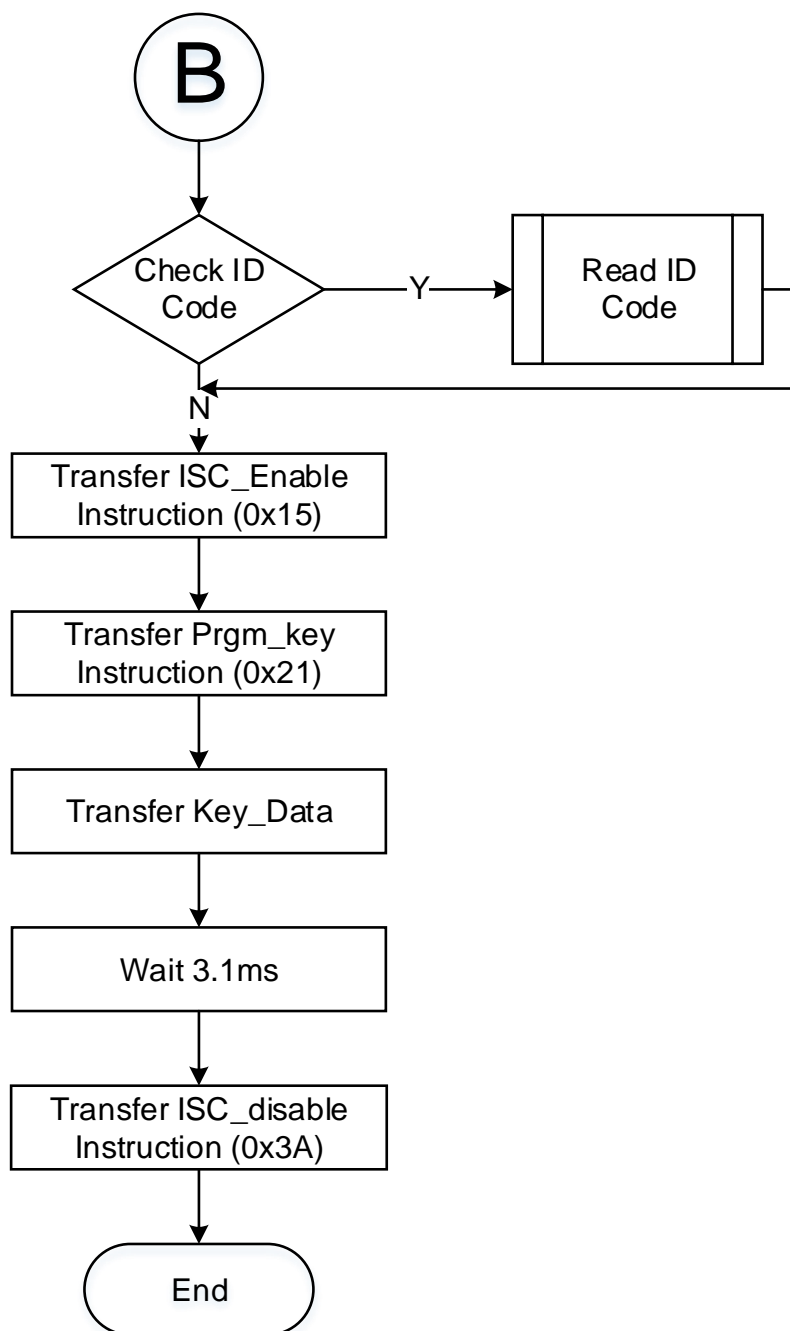 B
Check ID
Code
Y
Read ID
Code
N
Transfer ISC_Enable
Instruction (0x15)
Transfer Prgm_key
Instruction (0x21)
Transfer Key_Data
Wait 3.1ms
Transfer ISC_disable
Instruction (0x3A)
End